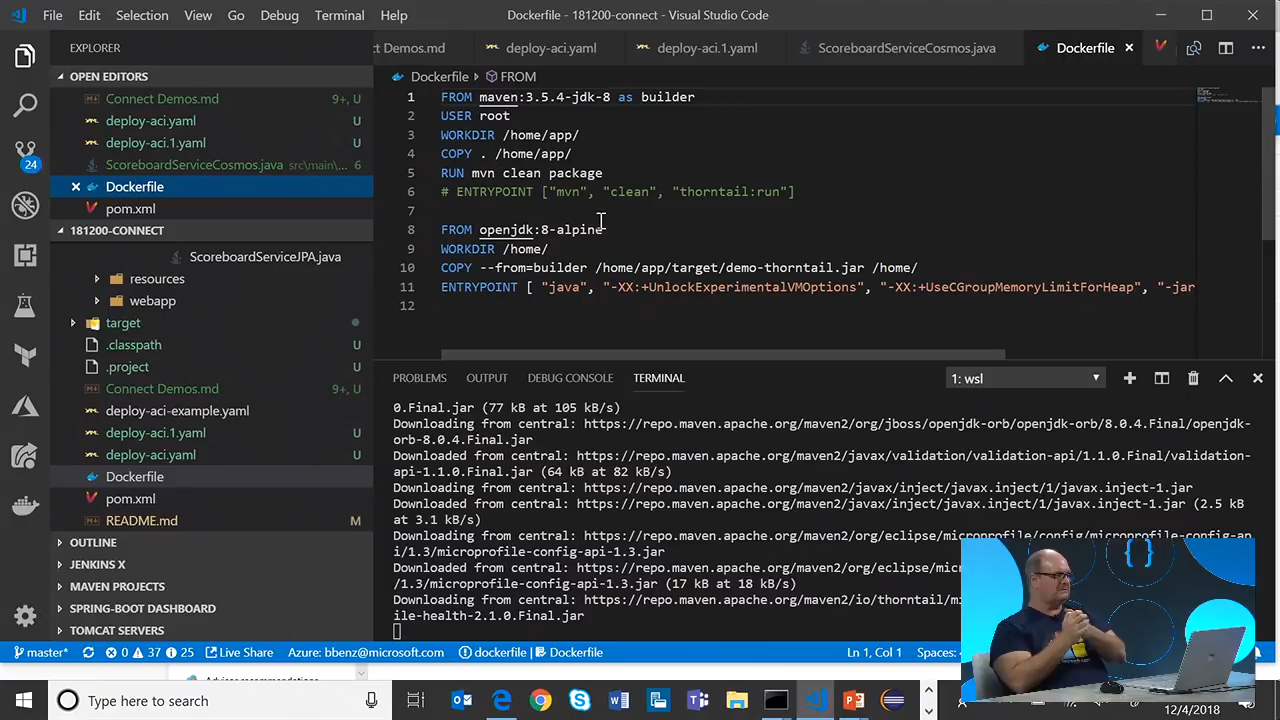 File Edit Selection View Go Debug Terminal Help Dockerfile - 181200-connect - Visual Studio Code
EXPLORER
OPEN EDITORS
Connect Demos.md 9+, U
deploy-aci.yaml U
deploy-aci.1.yaml U
ScoreboardServiceCosmos.java src\main\... 6
Dockerfile
pom.xml
181200-CONNECT
ScoreboardServiceJPA.java
resources
webapp
target
.classpath U
.project U
Connect Demos.md 9+, U
deploy-aci-example.yaml
deploy-aci.1.yaml U
deploy-aci.yaml U
Dockerfile
pom.xml
README.md M
OUTLINE
JENKINS X
MAVEN PROJECTS
SPRING-BOOT DASHBOARD
TOMCAT SERVERS
24
ct Demos.md deploy-aci.yaml deploy-aci.1.yaml ScoreboardServiceCosmos.java Dockerfile
Dockerfile FROM
1 FROM maven:3.5.4-jdk-8 as builder
2 USER root
3 WORKDIR /home/app/
4 COPY . /home/app/
5 RUN mvn clean package
6 # ENTRYPOINT ["mvn", "clean", "thorntail:run"]
7
8 FROM openjdk:8-alpine
9 WORKDIR /home/
10 COPY --from=builder /home/app/target/demo-thorntail.jar /home/
11 ENTRYPOINT [ "java", "-XX:+UnlockExperimentalVMOptions", "-XX:+UseCGroupMemoryLimitForHeap", "-jar
12
PROBLEMS OUTPUT DEBUG CONSOLE TERMINAL 1: wsl
0.Final.jar (77 kB at 105 kB/s)
Downloading from central: https://repo.maven.apache.org/maven2/org/jboss/openjdk-orb/openjdk-orb/8.0.4.Final/openjdk-
orb-8.0.4.Final.jar
Downloaded from central: https://repo.maven.apache.org/maven2/javax/validation/validation-api/1.1.0.Final/validation-
api-1.1.0.Final.jar (64 kB at 82 kB/s)
Downloading from central: https://repo.maven.apache.org/maven2/javax/inject/javax.inject/1/javax.inject-1.jar
Downloaded from central: https://repo.maven.apache.org/maven2/javax/inject/javax.inject/1/javax.inject-1.jar (2.5 kB
at 3.1 kB/s)
Downloading from central: https://repo.maven.apache.org/maven2/org/eclipse/microprofile/config/microprofile-config-ap
i/1.3/microprofile-config-api-1.3.jar
Downloaded from central: https://repo.maven.apache.org/maven2/org/eclipse/mic
/1.3/microprofile-config-api-1.3.jar (17 kB at 18 kB/s)
Downloading from central: https://repo.maven.apache.org/maven2/io/thorntail/mi
ile-health-2.1.0.Final.jar
{ }
master* 0 37 25 Live Share Azure: bbenz@microsoft.com dockerfile | Dockerfile Ln 1, Col 1 Spaces:
Type here to search
12/4/2018